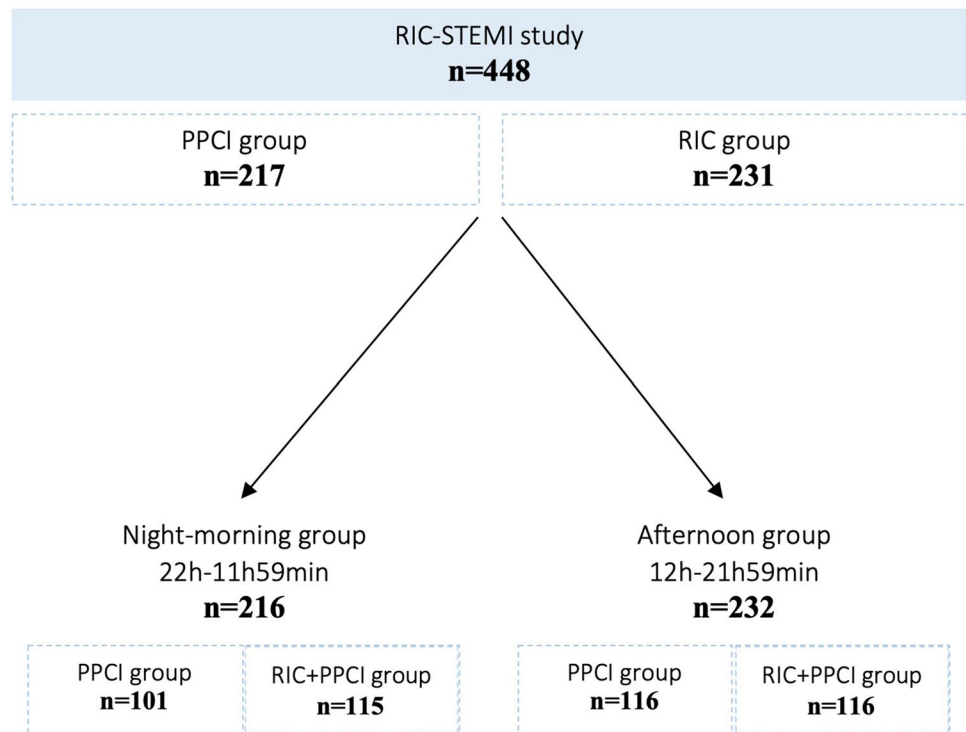 RIC-STEMI study
n=448
PPCI group
n=217
RIC group
n=231
Night-morning group
22h-11h59min
n=216
Afternoon group
12h-21h59min
n=232
PPCI group
n=101
RIC+PPCI group
n=115
PPCI group
n=116
RIC+PPCI group
n=116